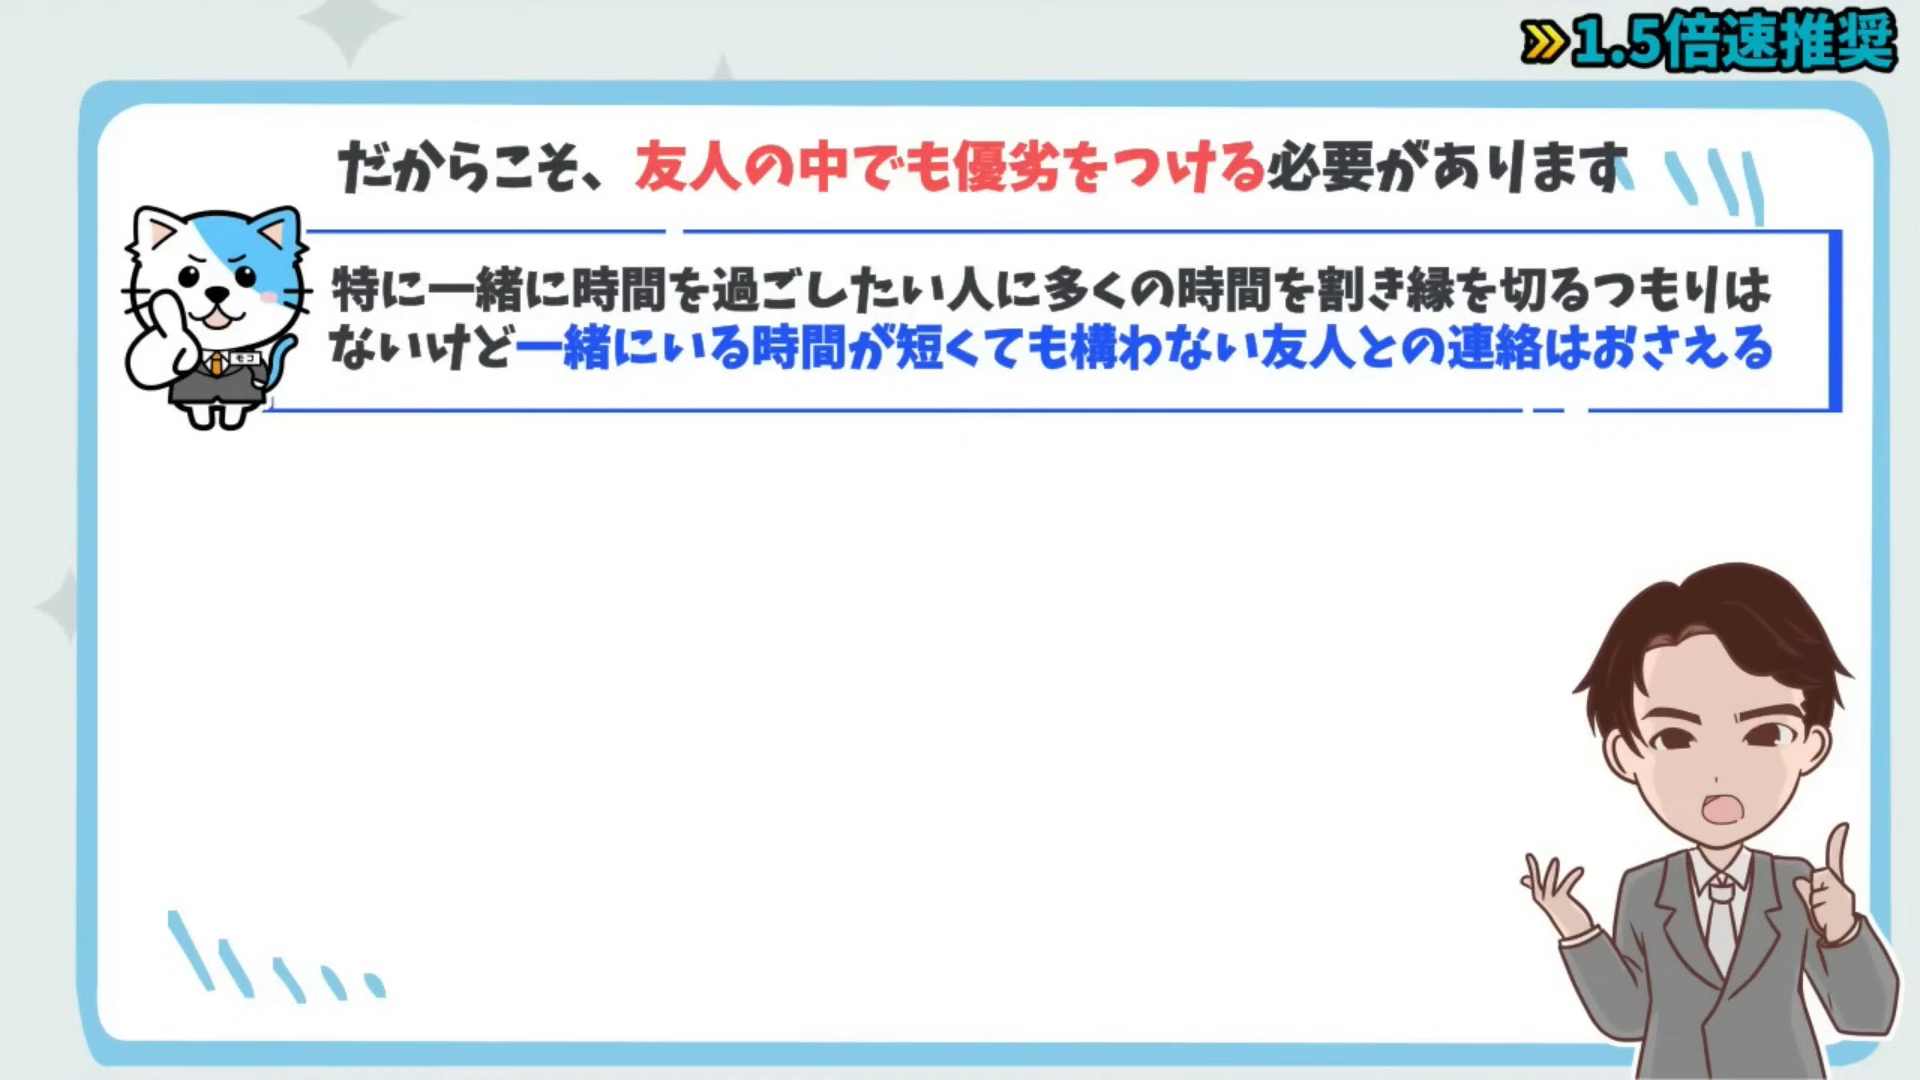 1.5倍速推奨
だからこそ、友人の中でも優劣をつける必要があります
特に一緒に時間を過ごしたい人に多くの時間を割き縁を切るつもりは
ないけど一緒にいる時間が短くても構わない友人との連絡はおさえる
モコ